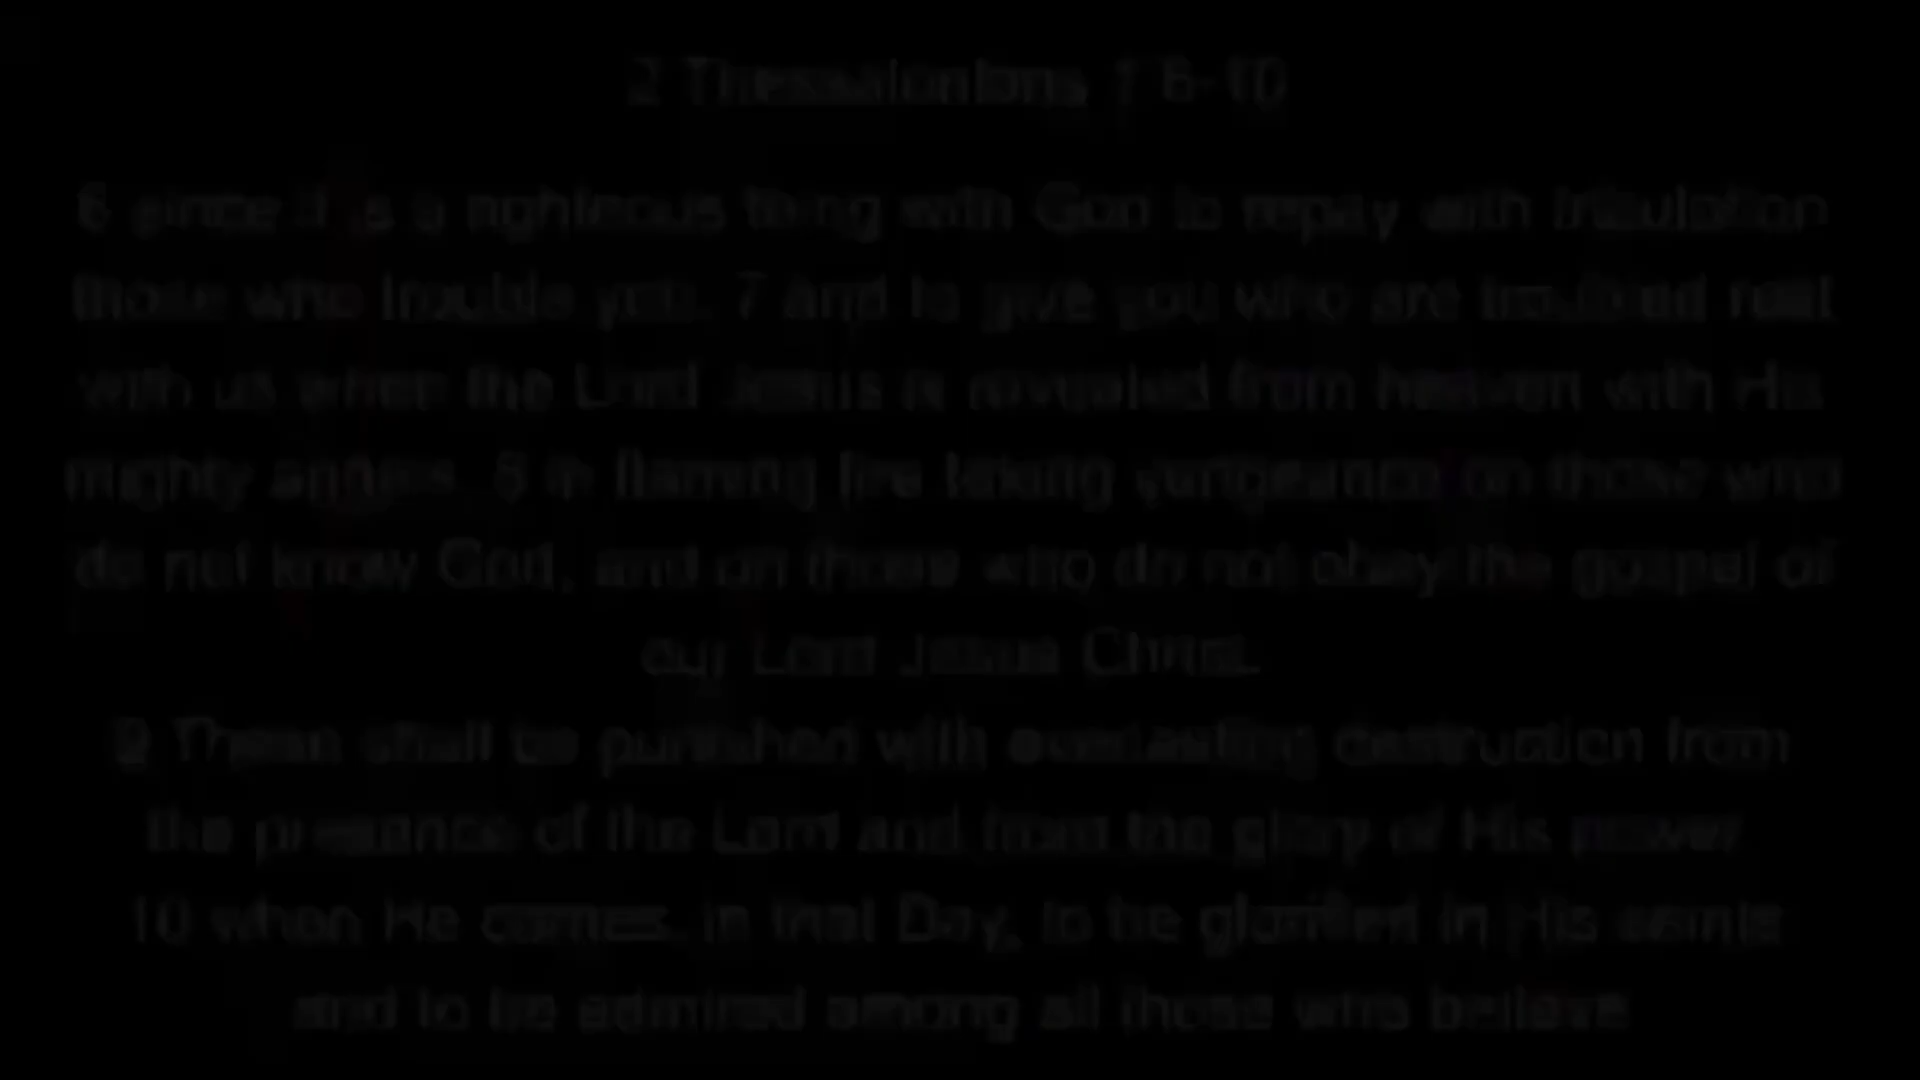 2 Thessalonians 1 6-10
6 since it is a righteous thing with God to repay with tribulation
those who trouble you, 7 and to give you who are troubled rest
with us when the Lord Jesus is revealed from heaven with His
mighty angels, 8 in flaming fire taking vengeance on those who
do not know God, and on those who do not obey the gospel of
our Lord Jesus Christ.
9 These shall be punished with everlasting destruction from
the presence of the Lord and from the glory of His power
10 when He comes, in that Day, to be glorified in His saints
and to be admired among all those who believe